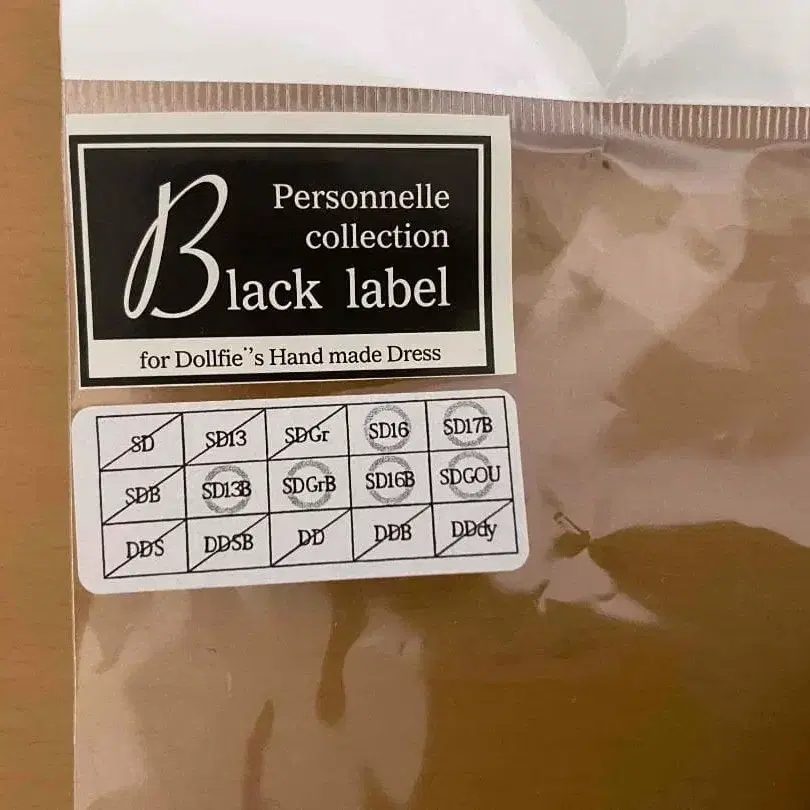 Personnelle
collection
Black label
for Dollfie"s Hand made Dress
SD SD13 SDGr SD16 SD17B
SDB SD13B SDGrB SD16B SDGOU
DDS DDSB DD DDB DDdy